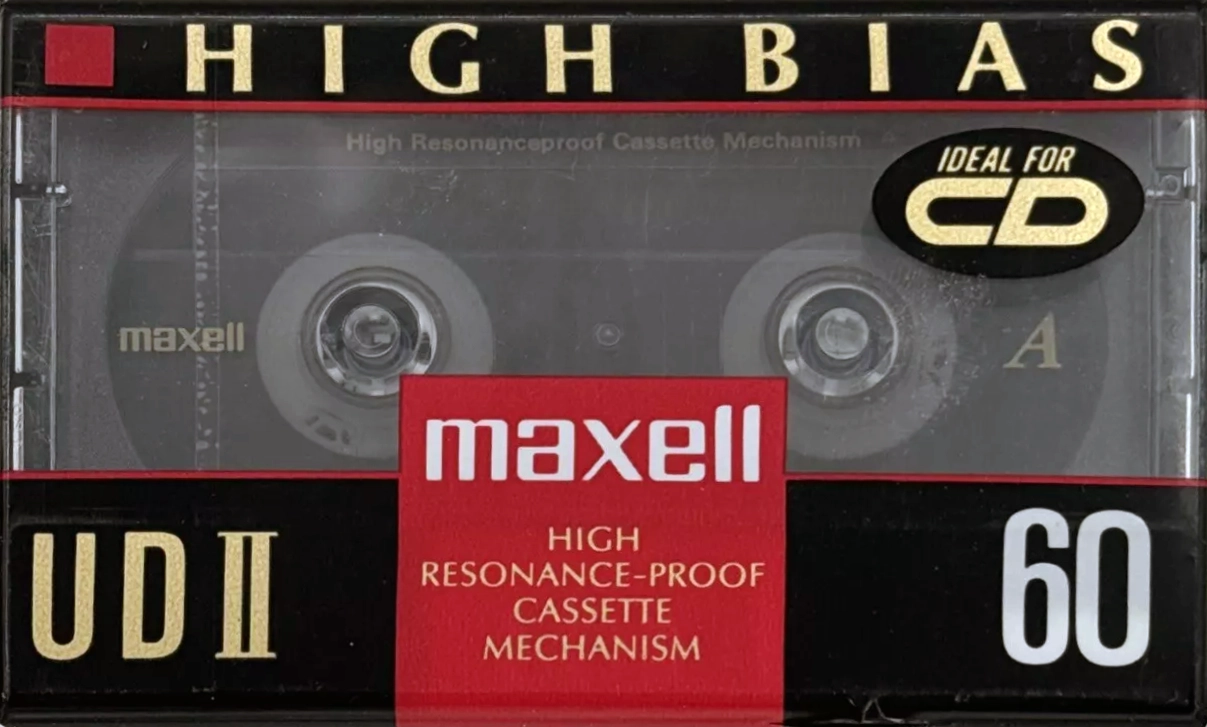 HIGH BIAS
High Resonanceproof Cassette Mechanism
IDEAL FOR
CD
maxell
A
maxell
UD II
HIGH
RESONANCE-PROOF
CASSETTE
MECHANISM
60